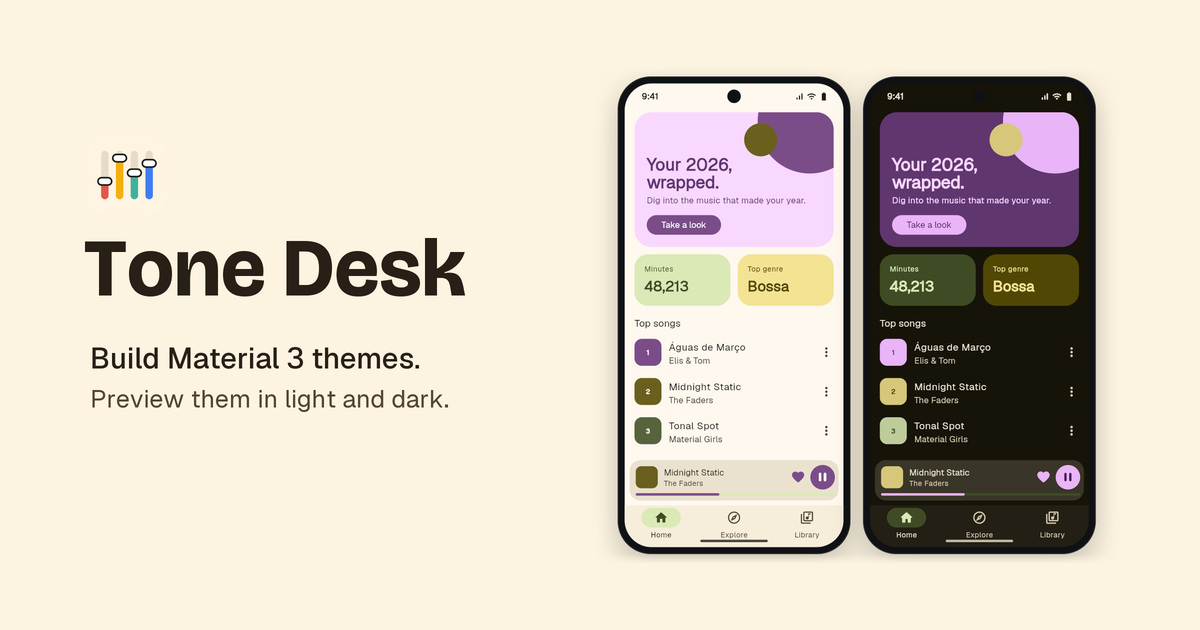 Tone Desk
Build Material 3 themes.
Preview them in light and dark.
9:41
Your 2026,
wrapped.
Dig into the music that made your year.
Take a look
Minutes
48,213
Top genre
Bossa
Top songs
1
Águas de Março
Elis & Tom
2
Midnight Static
The Faders
3
Tonal Spot
Material Girls
Midnight Static
The Faders
Home
Explore
Library
9:41
Your 2026,
wrapped.
Dig into the music that made your year.
Take a look
Minutes
48,213
Top genre
Bossa
Top songs
1
Águas de Março
Elis & Tom
2
Midnight Static
The Faders
3
Tonal Spot
Material Girls
Midnight Static
The Faders
Home
Explore
Library